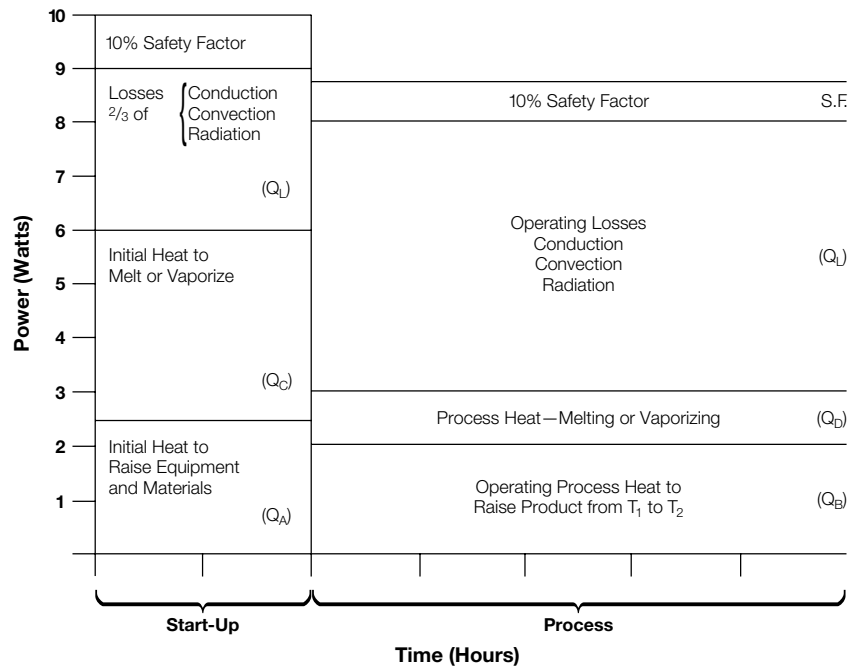 10
9
8
7
6
5
4
3
2
1
Power (Watts)
10% Safety Factor
Losses
2/3 of
Conduction
Convection
Radiation
(QL)
Initial Heat to
Melt or Vaporize
(QC)
Initial Heat to
Raise Equipment
and Materials
(QA)
10% Safety Factor S.F.
Operating Losses
Conduction
Convection
Radiation
(QL)
Process Heat—Melting or Vaporizing (QD)
Operating Process Heat to
Raise Product from T1 to T2
(QB)
Start-Up
Process
Time (Hours)